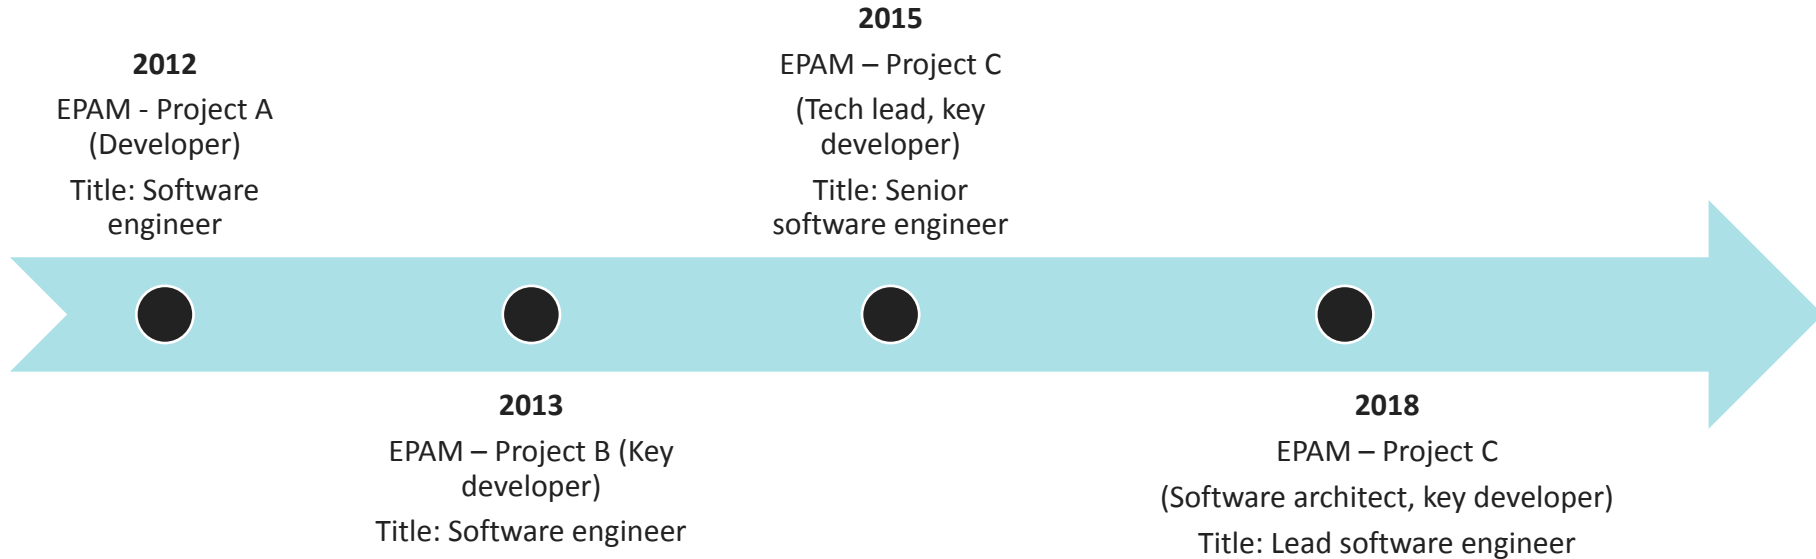 2012
EPAM - Project A
(Developer)
Title: Software
engineer
2013
EPAM – Project B (Key
developer)
Title: Software engineer
2015
EPAM – Project C
(Tech lead, key
developer)
Title: Senior
software engineer
2018
EPAM – Project C
(Software architect, key developer)
Title: Lead software engineer